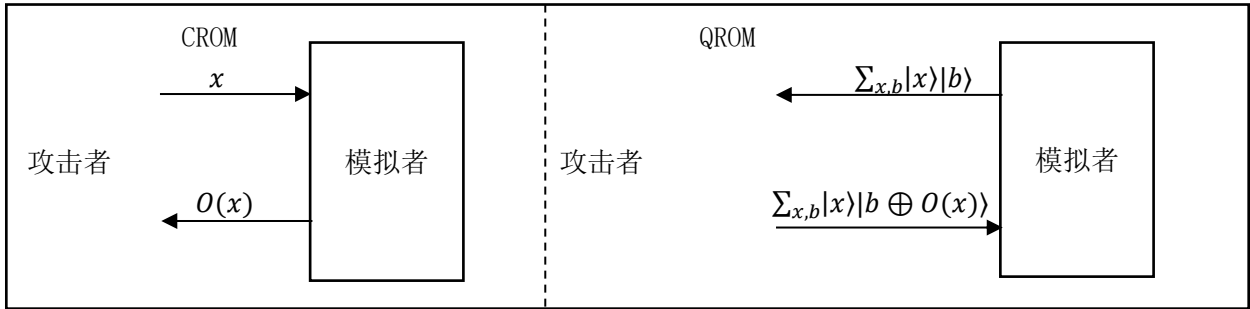 CROM
x
攻击者
模拟者
O(x)
QROM
∑x,b|x⟩|b⟩
攻击者
模拟者
∑x,b|x⟩|b ⊕ O(x)⟩